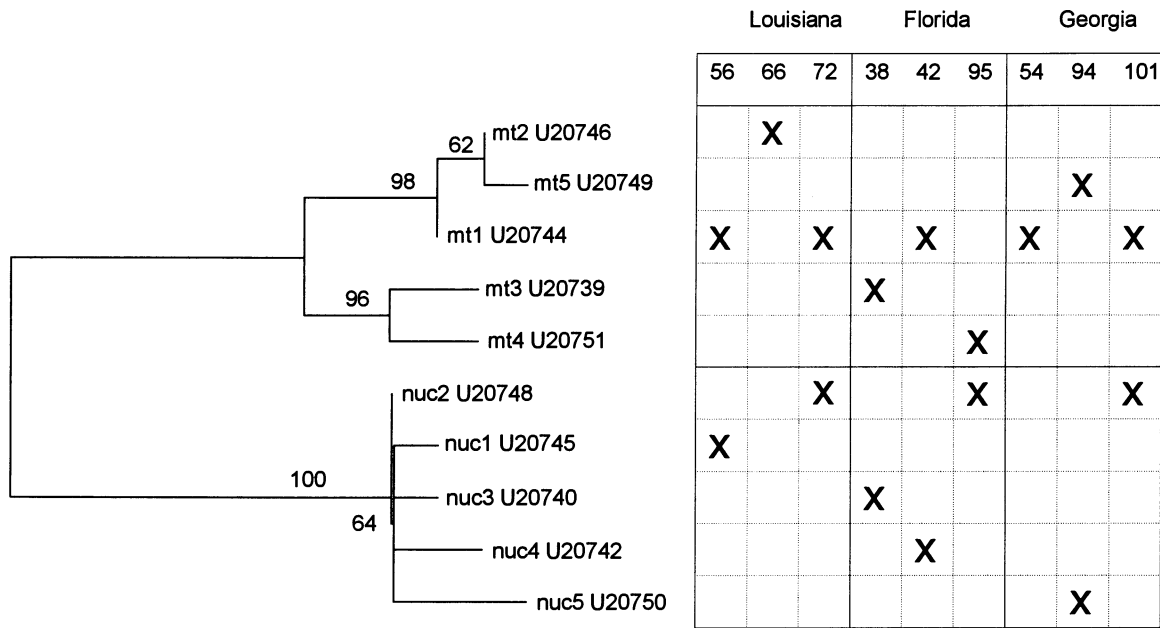 Louisiana Florida Georgia
56 66 72 38 42 95 54 94 101
mt2 U20746 X
62
mt5 U20749 X
98
mt1 U20744 X X X X X
mt3 U20739 X
96
mt4 U20751 X
nuc2 U20748 X X X
nuc1 U20745 X
100
nuc3 U20740 X
64
nuc4 U20742 X
nuc5 U20750 X